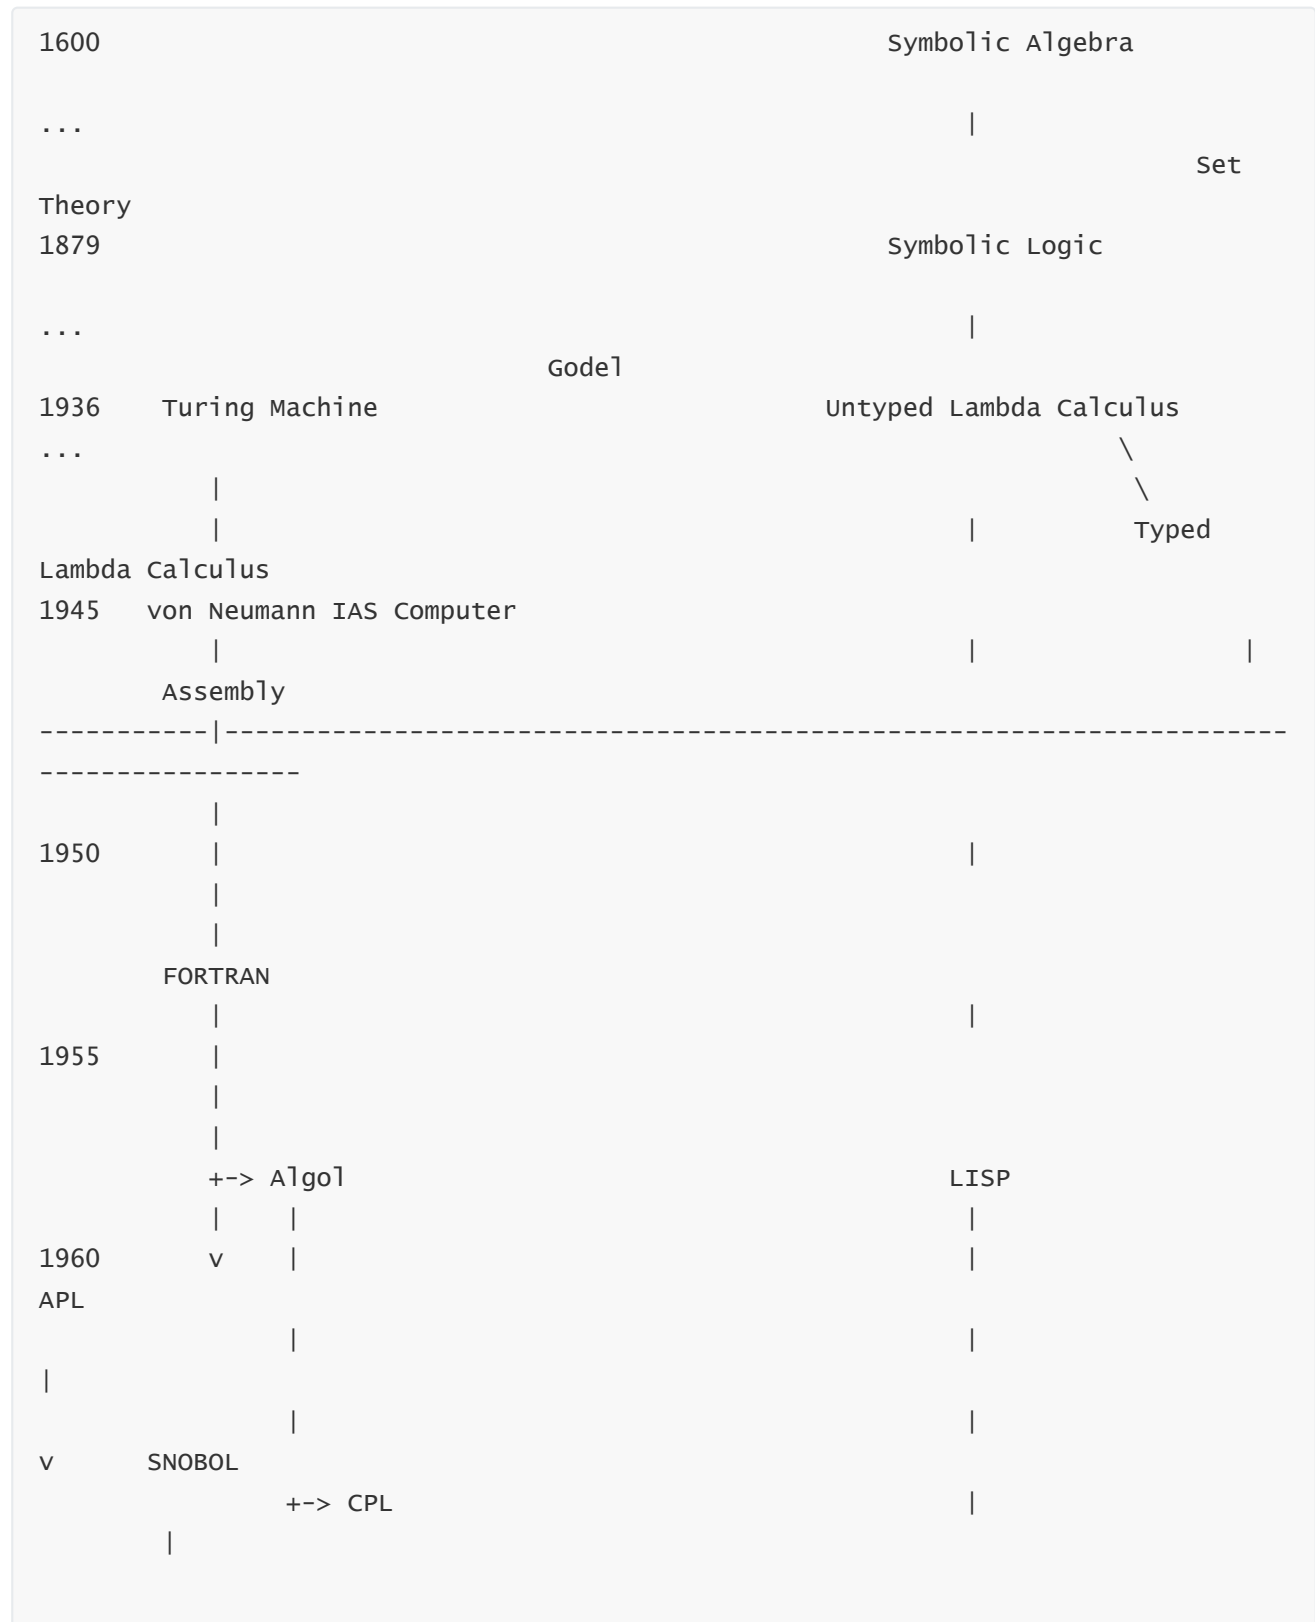 1600                                                   Symbolic Algebra
...                                                         |
                                                                           Set
Theory
1879                                                   Symbolic Logic
...                                                         |
                                 Godel
1936    Turing Machine                             Untyped Lambda Calculus
...                                                                   \
           |                                                           \
           |                                                |          Typed
Lambda Calculus
1945   von Neumann IAS Computer
           |                                                |                 |
        Assembly
-----------|---------------------------------------------------------------------
-----------------
           |
1950       |                                                |
           |
           |
        FORTRAN
           |                                                |
1955       |
           |
           |
           +-> Algol                                       LISP
           |    |                                           |
1960       v    |                                           |
APL
                |                                           |
|
                |                                           |
v      SNOBOL
                +-> CPL                                     |
        |